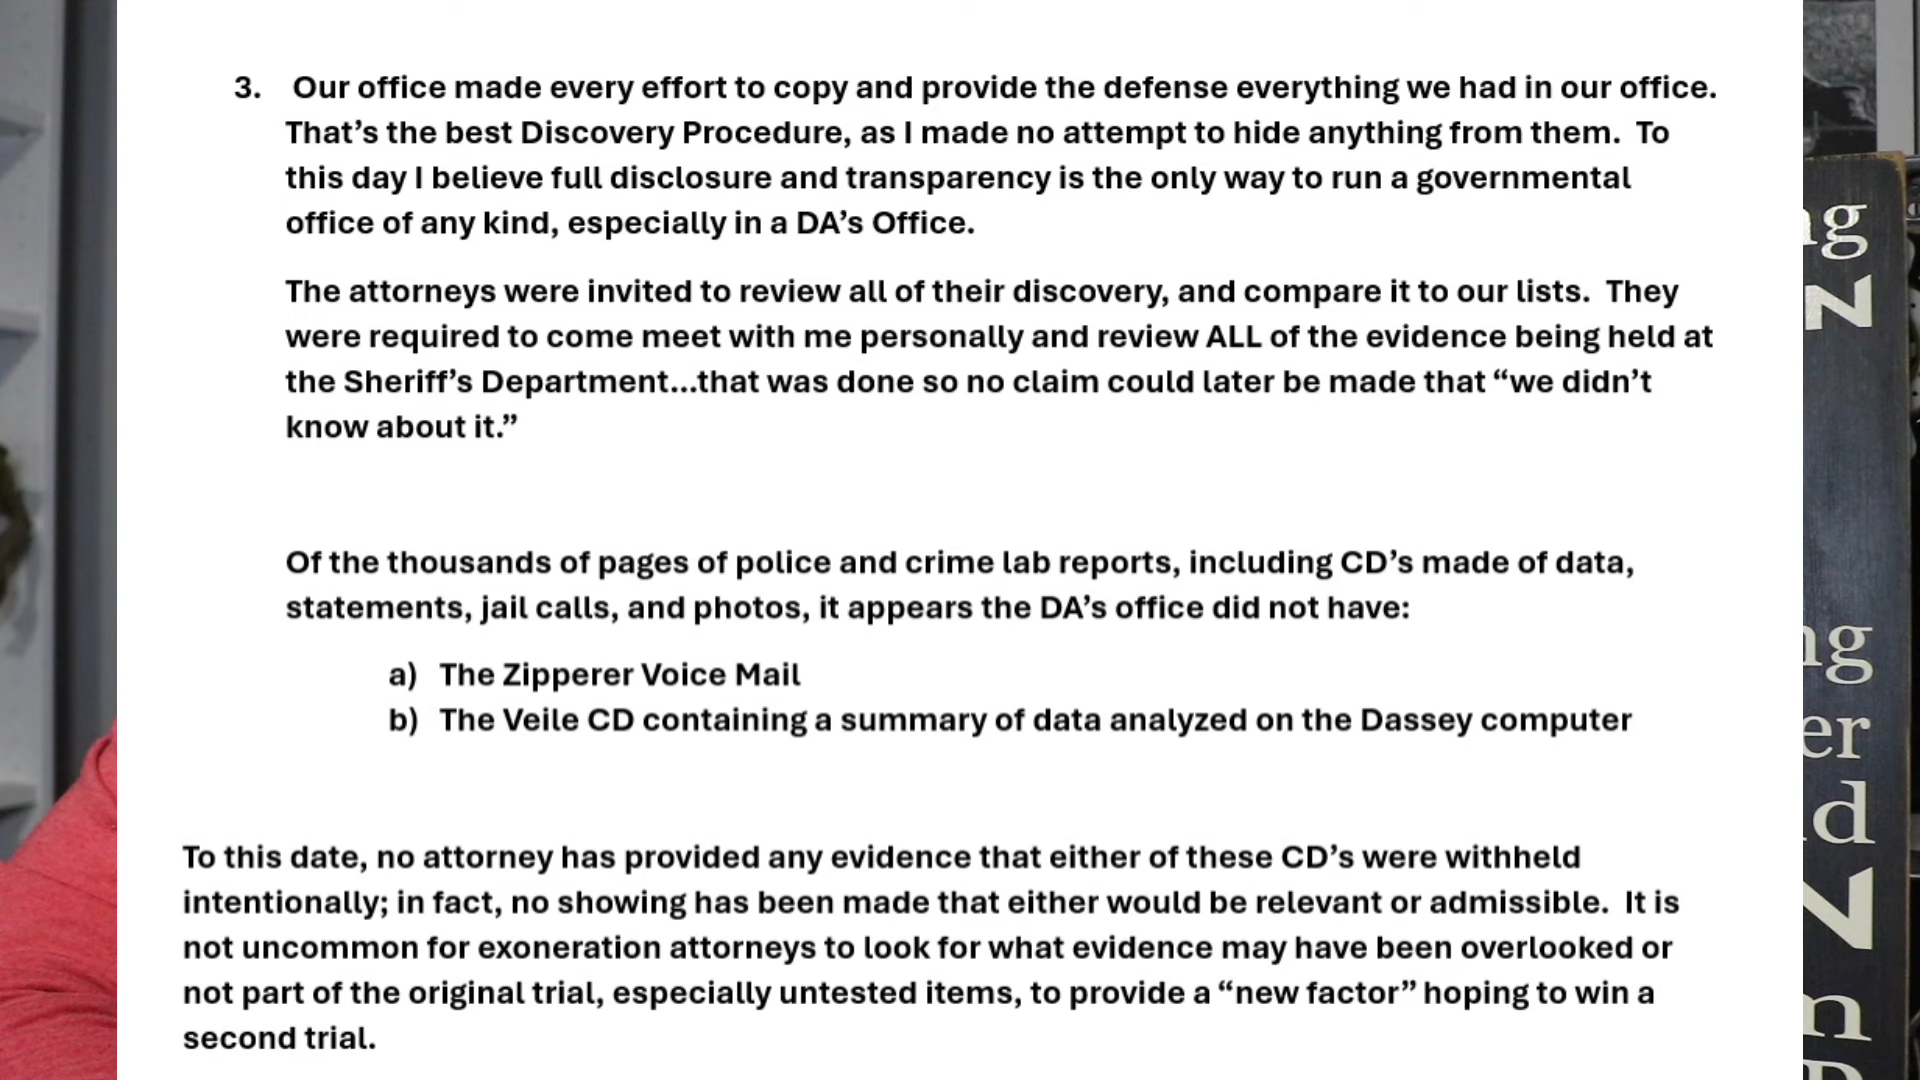 3. Our office made every effort to copy and provide the defense everything we had in our office.
That’s the best Discovery Procedure, as I made no attempt to hide anything from them. To
this day I believe full disclosure and transparency is the only way to run a governmental
office of any kind, especially in a DA’s Office.
The attorneys were invited to review all of their discovery, and compare it to our lists. They
were required to come meet with me personally and review ALL of the evidence being held at
the Sheriff’s Department...that was done so no claim could later be made that “we didn’t
know about it.”
Of the thousands of pages of police and crime lab reports, including CD’s made of data,
statements, jail calls, and photos, it appears the DA’s office did not have:
a) The Zipperer Voice Mail
b) The Veile CD containing a summary of data analyzed on the Dassey computer
To this date, no attorney has provided any evidence that either of these CD’s were withheld
intentionally; in fact, no showing has been made that either would be relevant or admissible. It is
not uncommon for exoneration attorneys to look for what evidence may have been overlooked or
not part of the original trial, especially untested items, to provide a “new factor” hoping to win a
second trial.